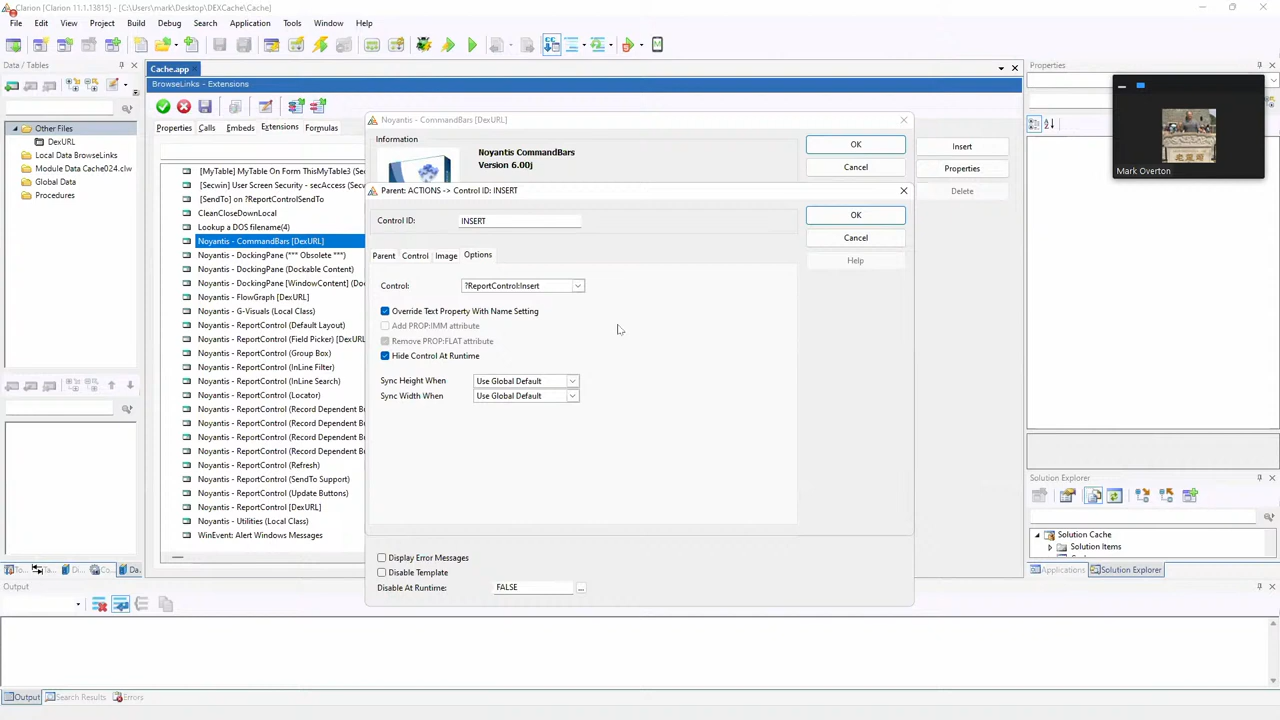 Clarion [11.1.13815] - [C:\Users\mark\Desktop\DEXCache\Cache]
File Edit View Project Build Debug Search Application Tools Window Help
Data / Tables
Other Files
DexURL
Local Data BrowseLinks
Module Data Cache024.clw
Global Data
Procedures
Cache.app
BrowseLinks - Extensions
Properties Calls Embeds Extensions Formulas
[MyTable] MyTable On Form ThisMyTable3 (Se
[Secwin] User Screen Security - secAccess (Sec
[SendTo] on ?ReportControlSendTo
CleanCloseDownLocal
Lookup a DOS filename(4)
Noyantis - CommandBars [DexURL]
Noyantis - DockingPane (*** Obsolete ***)
Noyantis - DockingPane (Dockable Content)
Noyantis - DockingPane [WindowContent] (Doc
Noyantis - FlowGraph [DexURL]
Noyantis - G-Visuals (Local Class)
Noyantis - ReportControl (Default Layout)
Noyantis - ReportControl (Field Picker) [DexURL
Noyantis - ReportControl (Group Box)
Noyantis - ReportControl (InLine Filter)
Noyantis - ReportControl (InLine Search)
Noyantis - ReportControl (Locator)
Noyantis - ReportControl (Record Dependent B
Noyantis - ReportControl (Record Dependent B
Noyantis - ReportControl (Record Dependent B
Noyantis - ReportControl (Refresh)
Noyantis - ReportControl (SendTo Support)
Noyantis - ReportControl (Update Buttons)
Noyantis - ReportControl [DexURL]
Noyantis - Utilities (Local Class)
WinEvent: Alert Windows Messages
Insert
Properties
Delete
Noyantis - CommandBars [DexURL]
Information
Noyantis CommandBars
Version 6.00j
OK
Cancel
Parent: ACTIONS -> Control ID: INSERT
Control ID: INSERT
OK
Cancel
Help
Parent Control Image Options
Control: ?ReportControl:Insert
Override Text Property With Name Setting
Add PROP:IMM attribute
Remove PROP:FLAT attribute
Hide Control At Runtime
Sync Height When Use Global Default
Sync Width When Use Global Default
Display Error Messages
Disable Template
Disable At Runtime: FALSE ...
Properties
Mark Overton
Solution Explorer
Solution Cache
Solution Items
Applications Solution Explorer
To... Ta... Di... Co... Da
Output
Output Search Results Errors